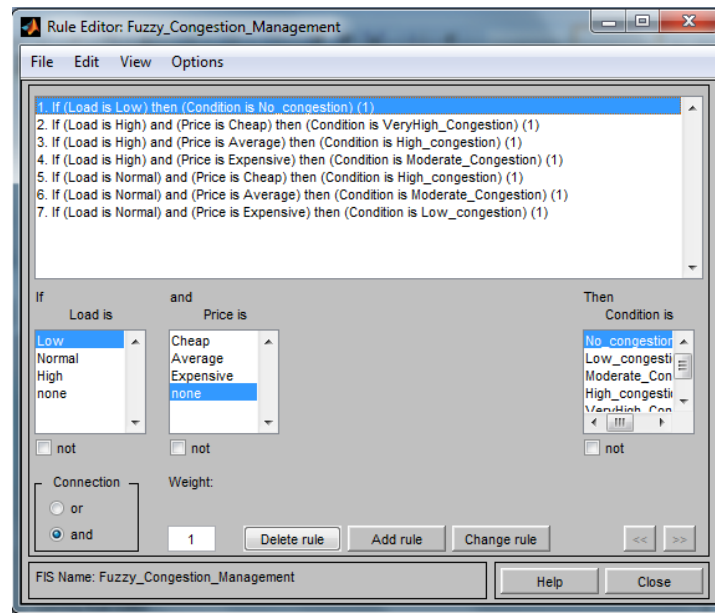 Rule Editor: Fuzzy_Congestion_Management
File Edit View Options
1. If (Load is Low) then (Condition is No_congestion) (1)
2. If (Load is High) and (Price is Cheap) then (Condition is VeryHigh_Congestion) (1)
3. If (Load is High) and (Price is Average) then (Condition is High_congestion) (1)
4. If (Load is High) and (Price is Expensive) then (Condition is Moderate_Congestion) (1)
5. If (Load is Normal) and (Price is Cheap) then (Condition is High_congestion) (1)
6. If (Load is Normal) and (Price is Average) then (Condition is Moderate_Congestion) (1)
7. If (Load is Normal) and (Price is Expensive) then (Condition is Low_congestion) (1)
If and Then
Load is Price is Condition is
Low Cheap No_congestion
Normal Average Low_congesti
High Expensive Moderate_Con
none none High_congesti
VeryHigh_Con
not not not
Connection Weight:
or
and 1 Delete rule Add rule Change rule << >>
FIS Name: Fuzzy_Congestion_Management Help Close